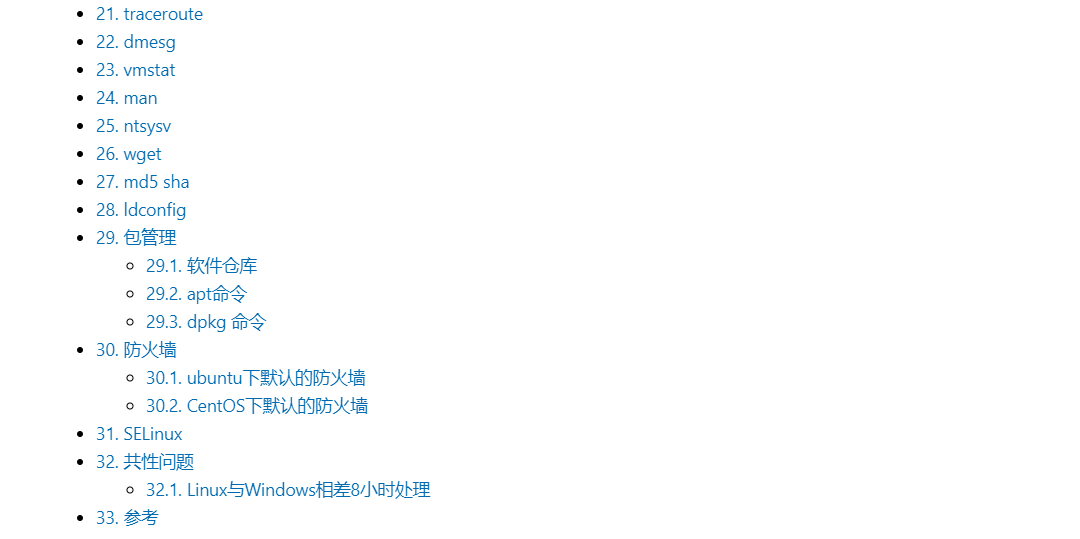 21. traceroute
22. dmesg
23. vmstat
24. man
25. ntsysv
26. wget
27. md5 sha
28. ldconfig
29. 包管理
29.1. 软件仓库
29.2. apt命令
29.3. dpkg 命令
30. 防火墙
30.1. ubuntu下默认的防火墙
30.2. CentOS下默认的防火墙
31. SELinux
32. 共性问题
32.1. Linux与Windows相差8小时处理
33. 参考